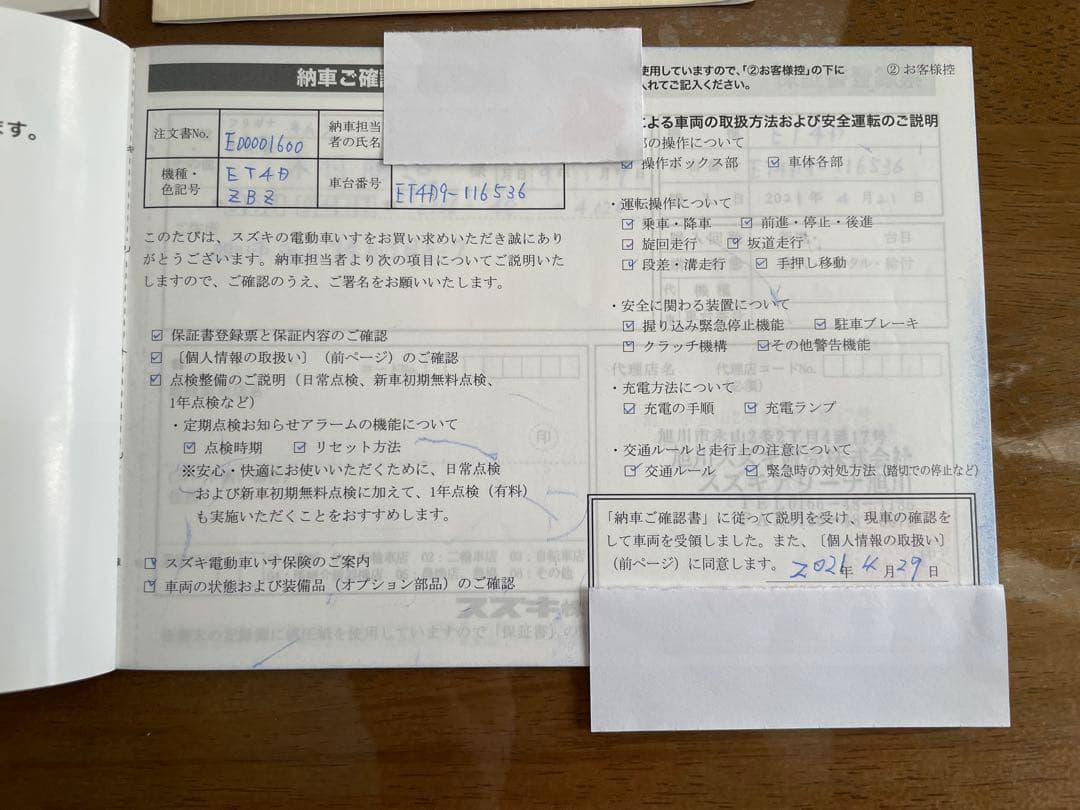 ます。
納車ご確
使用していますので、「②お客様控」の下に
入れてご記入ください。
② お客様控
注文書No.
ED0001600
納車担当
者の氏名
機種・
色記号
ET4D
ZBZ
車台番号
ET4D9-116536
このたびは、スズキの電動車いすをお買い求めいただき誠にあり
がとうございます。納車担当者より次の項目についてご説明いた
しますので、ご確認のうえ、ご署名をお願いいたします。
☑ 保証書登録票と保証内容のご確認
☑ 〔個人情報の取扱い〕(前ページ)のご確認
☑ 点検整備のご説明(日常点検、新車初期無料点検、
1年点検など)
・定期点検お知らせアラームの機能について
☑ 点検時期 ☑ リセット方法
※安心・快適にお使いいただくために、日常点検
および新車初期無料点検に加えて、1年点検(有料)
も実施いただくことをおすすめします。
☑ スズキ電動車いす保険のご案内
☑ 車両の状態および装備品(オプション部品)のご確認
による車両の取扱方法および安全運転のご説明
部の操作について
☑ 操作ボックス部 ☑ 車体各部
・運転操作について
☑ 乗車・降車 ☑ 前進・停止・後進
☑ 旋回走行 ☑ 坂道走行
☑ 段差・溝走行 ☑ 手押し移動
・安全に関わる装置について
☑ 握り込み緊急停止機能 ☑ 駐車ブレーキ
☑ クラッチ機構 ☑ その他警告機能
・充電方法について
☑ 充電の手順 ☑ 充電ランプ
・交通ルールと走行上の注意について
☑ 交通ルール ☑ 緊急時の対処方法(踏切での停止など)
「納車ご確認書」に従って説明を受け、現車の確認を
して車両を受領しました。また、〔個人情報の取扱い〕
(前ページ)に同意します。
2021年 4月29日